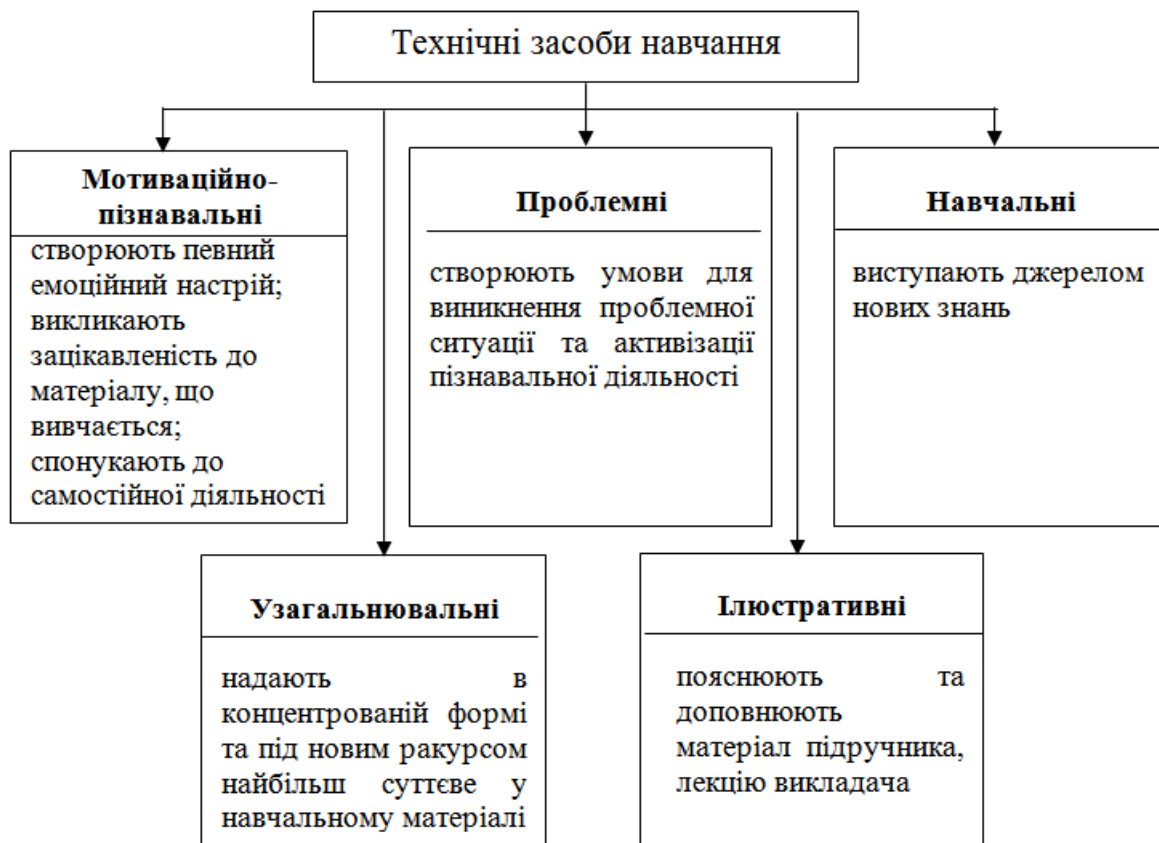 Технічні засоби навчання
Мотиваційно-
пізнавальні
створюють певний
емоційний настрій;
викликають
зацікавленість до
матеріалу, що
вивчається;
спонукають до
самостійної діяльності
Проблемні
створюють умови для
виникнення проблемної
ситуації та активізації
пізнавальної діяльності
Навчальні
виступають джерелом
нових знань
Узагальнювальні
надають в
концентрованій формі
та під новим ракурсом
найбільш суттєве у
навчальному матеріалі
Ілюстративні
пояснюють та
доповнюють
матеріал підручника,
лекцію викладача